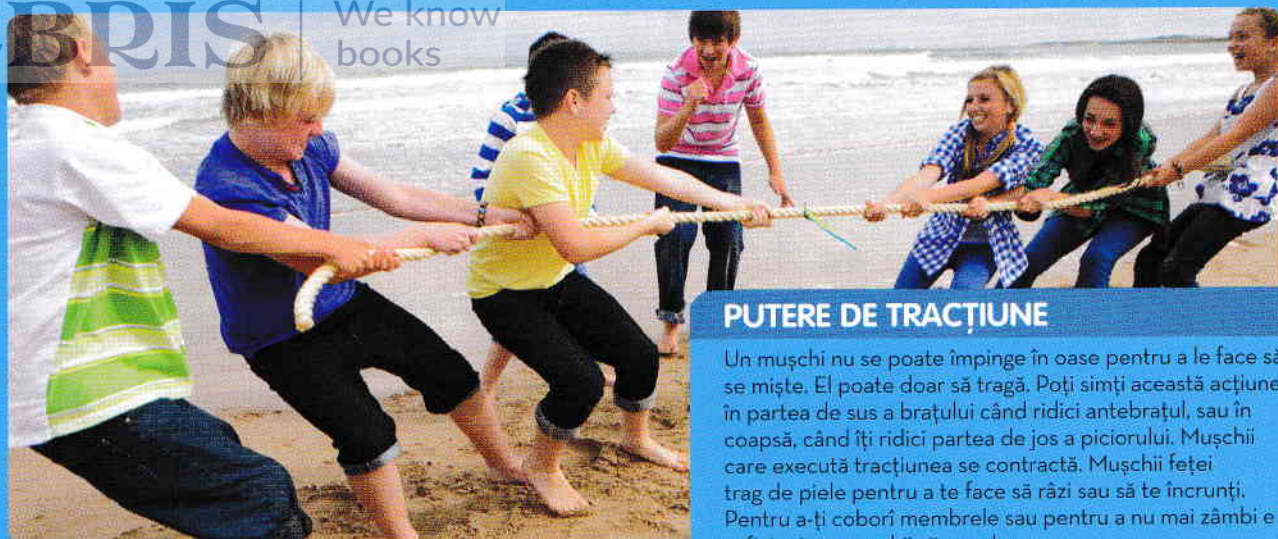 BRIS
We know
books
PUTERE DE TRACȚIUNE
Un mușchi nu se poate împinge în oase pentru a le face să
se miște. El poate doar să tragă. Poți simți această acțiune
în partea de sus a brațului când ridici antebrațul, sau în
coapsă, când îți ridici partea de jos a piciorului. Mușchii
care execută tracțiunea se contractă. Mușchii feței
trag de piele pentru a te face să râzi sau să te încrunți.
Pentru a-ți coborî membrele sau pentru a nu mai zâmbi e